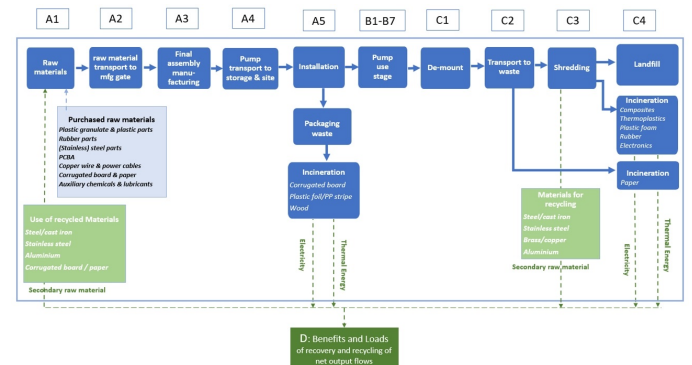 A1
A2
A3
A4
A5
B1-B7
C1
C2
C3
C4
Raw
materials
raw material
transport to
mfg gate
Final
assembly
manu-
facturing
Pump
transport to
storage & site
Installation
Pump
use
stage
De-mount
Transport to
waste
Shredding
Landfill
Purchased raw materials
Plastic granulate & plastic parts
Rubber parts
(Stainless) steel parts
PCBA
Copper wire & power cables
Corrugated board & paper
Auxiliary chemicals & lubricants
Packaging
waste
Incineration
Corrugated board
Plastic foil/PP stripe
Wood
Incineration
Composites
Thermoplastics
Plastic foam
Rubber
Electronics
Incineration
Paper
Use of recycled Materials
Steel/cast iron
Stainless steel
Aluminium
Corrugated board / paper
Secondary raw material
Materials for
recycling
Steel/cast iron
Stainless steel
Brass/copper
Aluminium
Secondary raw material
Electricity
Thermal Energy
Electricity
Thermal Energy
D: Benefits and Loads
of recovery and recycling of
net output flows